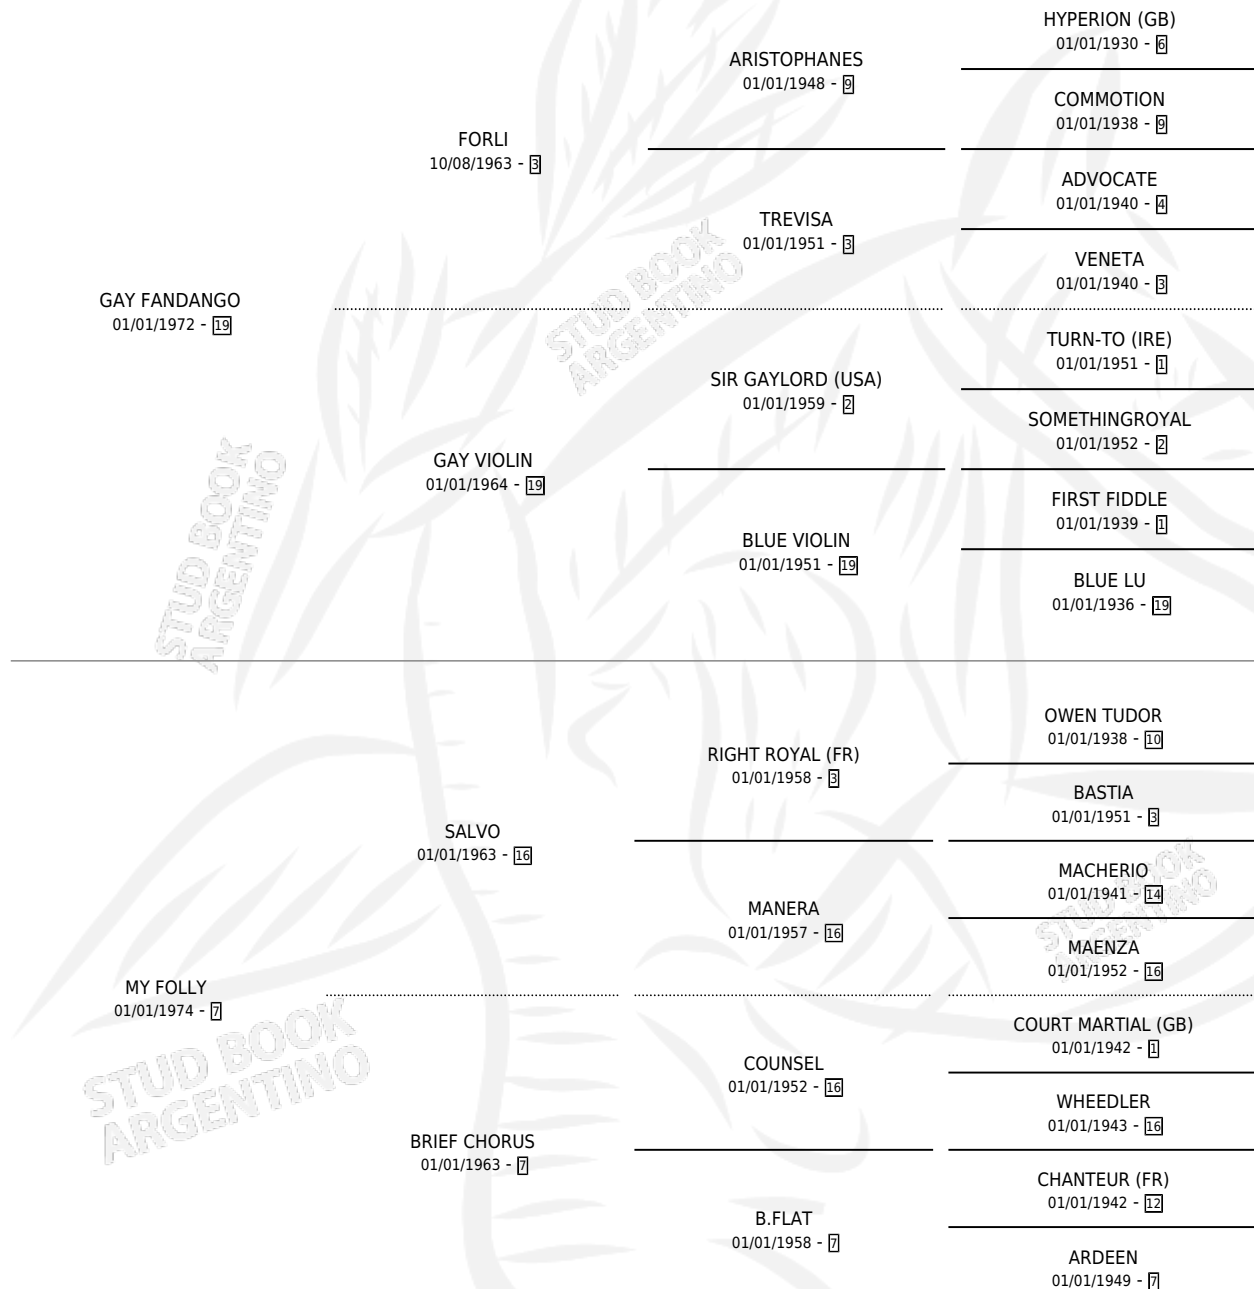 HYPERION (GB)
01/01/1930 - 6
ARISTOPHANES
01/01/1948 - 9
COMMOTION
01/01/1938 - 9
FORLI
10/08/1963 - 3
ADVOCATE
01/01/1940 - 4
TREVISA
01/01/1951 - 3
VENETA
01/01/1940 - 3
GAY FANDANGO
01/01/1972 - 19
TURN-TO (IRE)
01/01/1951 - 1
SIR GAYLORD (USA)
01/01/1959 - 2
SOMETHINGROYAL
01/01/1952 - 2
GAY VIOLIN
01/01/1964 - 19
FIRST FIDDLE
01/01/1939 - 1
BLUE VIOLIN
01/01/1951 - 19
BLUE LU
01/01/1936 - 19
OWEN TUDOR
01/01/1938 - 10
RIGHT ROYAL (FR)
01/01/1958 - 3
BASTIA
01/01/1951 - 3
SALVO
01/01/1963 - 16
MACHERIO
01/01/1941 - 14
MANERA
01/01/1957 - 16
MAENZA
01/01/1952 - 16
MY FOLLY
01/01/1974 - 7
COURT MARTIAL (GB)
01/01/1942 - 1
COUNSEL
01/01/1952 - 16
WHEEDLER
01/01/1943 - 16
BRIEF CHORUS
01/01/1963 - 7
CHANTEUR (FR)
01/01/1942 - 12
B.FLAT
01/01/1958 - 7
ARDEEN
01/01/1949 - 7
STUD BOOK
ARGENTINO
STUD BOOK
ARGENTINO
STUD BOOK
ARGENTINO
STUD BOOK
ARGENTINO